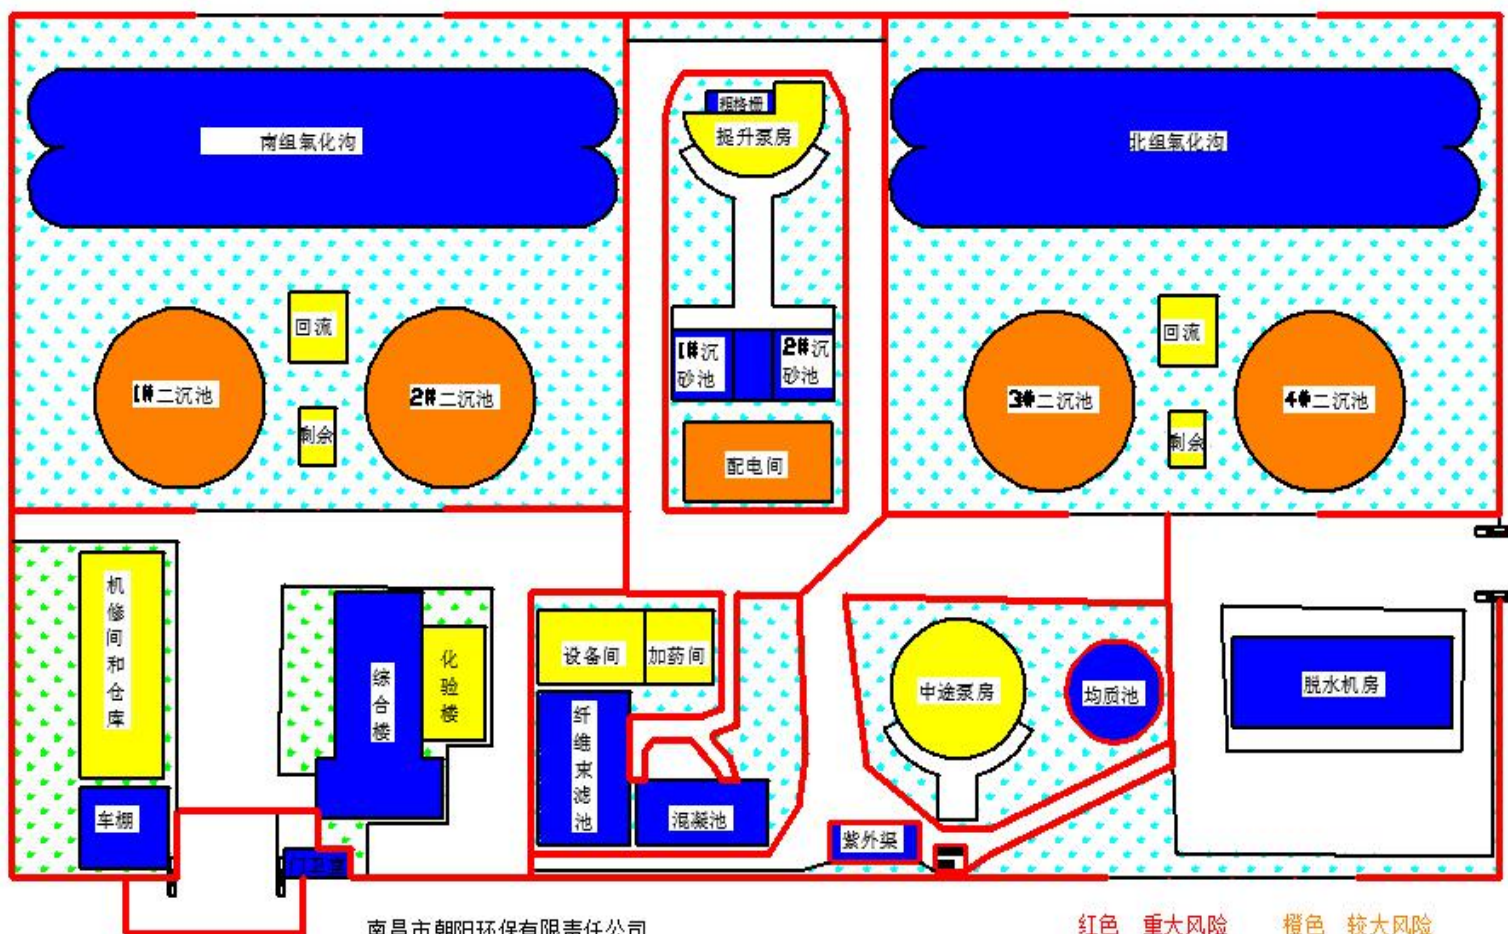 粗格栅
提升泵房
南组氧化沟
北组氧化沟
回流
回流
1#沉砂池
2#沉砂池
1#二沉池
2#二沉池
3#二沉池
4#二沉池
剩余
剩余
配电间
机修间和仓库
综合楼
化验楼
设备间
加药间
中途泵房
均质池
脱水机房
纤维束滤池
车棚
混凝池
紫外渠
门卫室
南昌市朝阳环保有限责任公司
红色 重大风险 橙色 较大风险